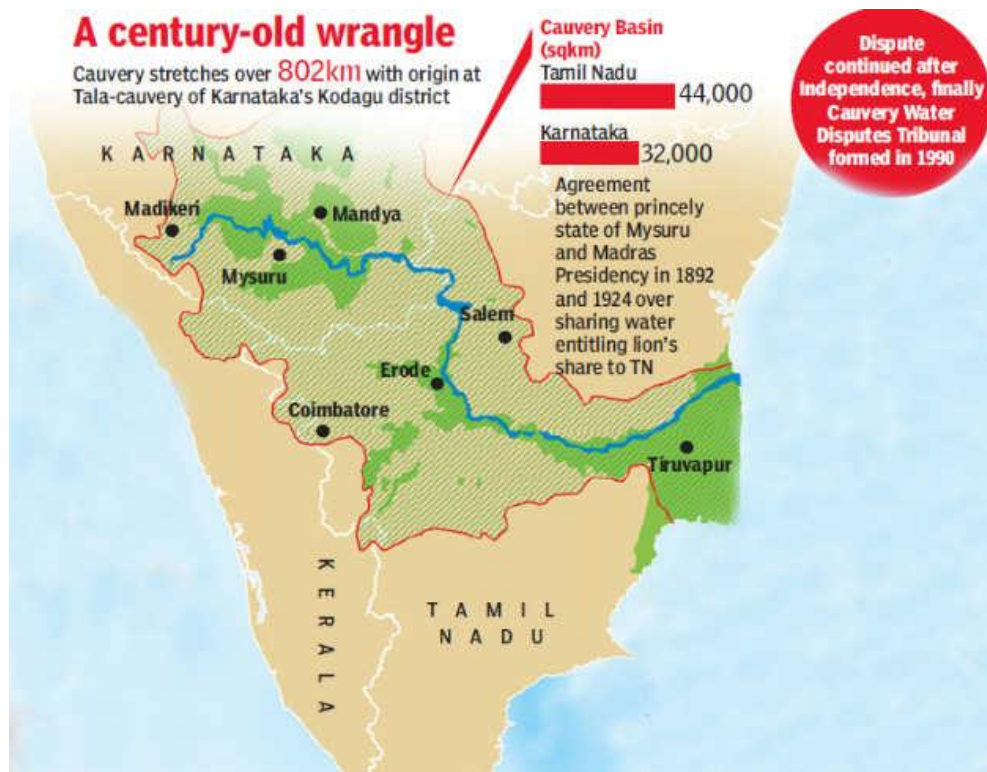 A century-old wrangle
Cauvery stretches over 802km with origin at
Tala-cauvery of Karnataka's Kodagu district
Cauvery Basin
(sqkm)
Tamil Nadu
44,000
Karnataka
32,000
Agreement
between princely
state of Mysuru
and Madras
Presidency in 1892
and 1924 over
sharing water
entitling lion's
share to TN
Dispute
continued after
Independence, finally
Cauvery Water
Disputes Tribunal
formed in 1990
KARNATAKA
Madikeri
Mandya
Mysuru
Salem
Erode
Coimbatore
Tiruvapur
KERALA
TAMIL
NADU